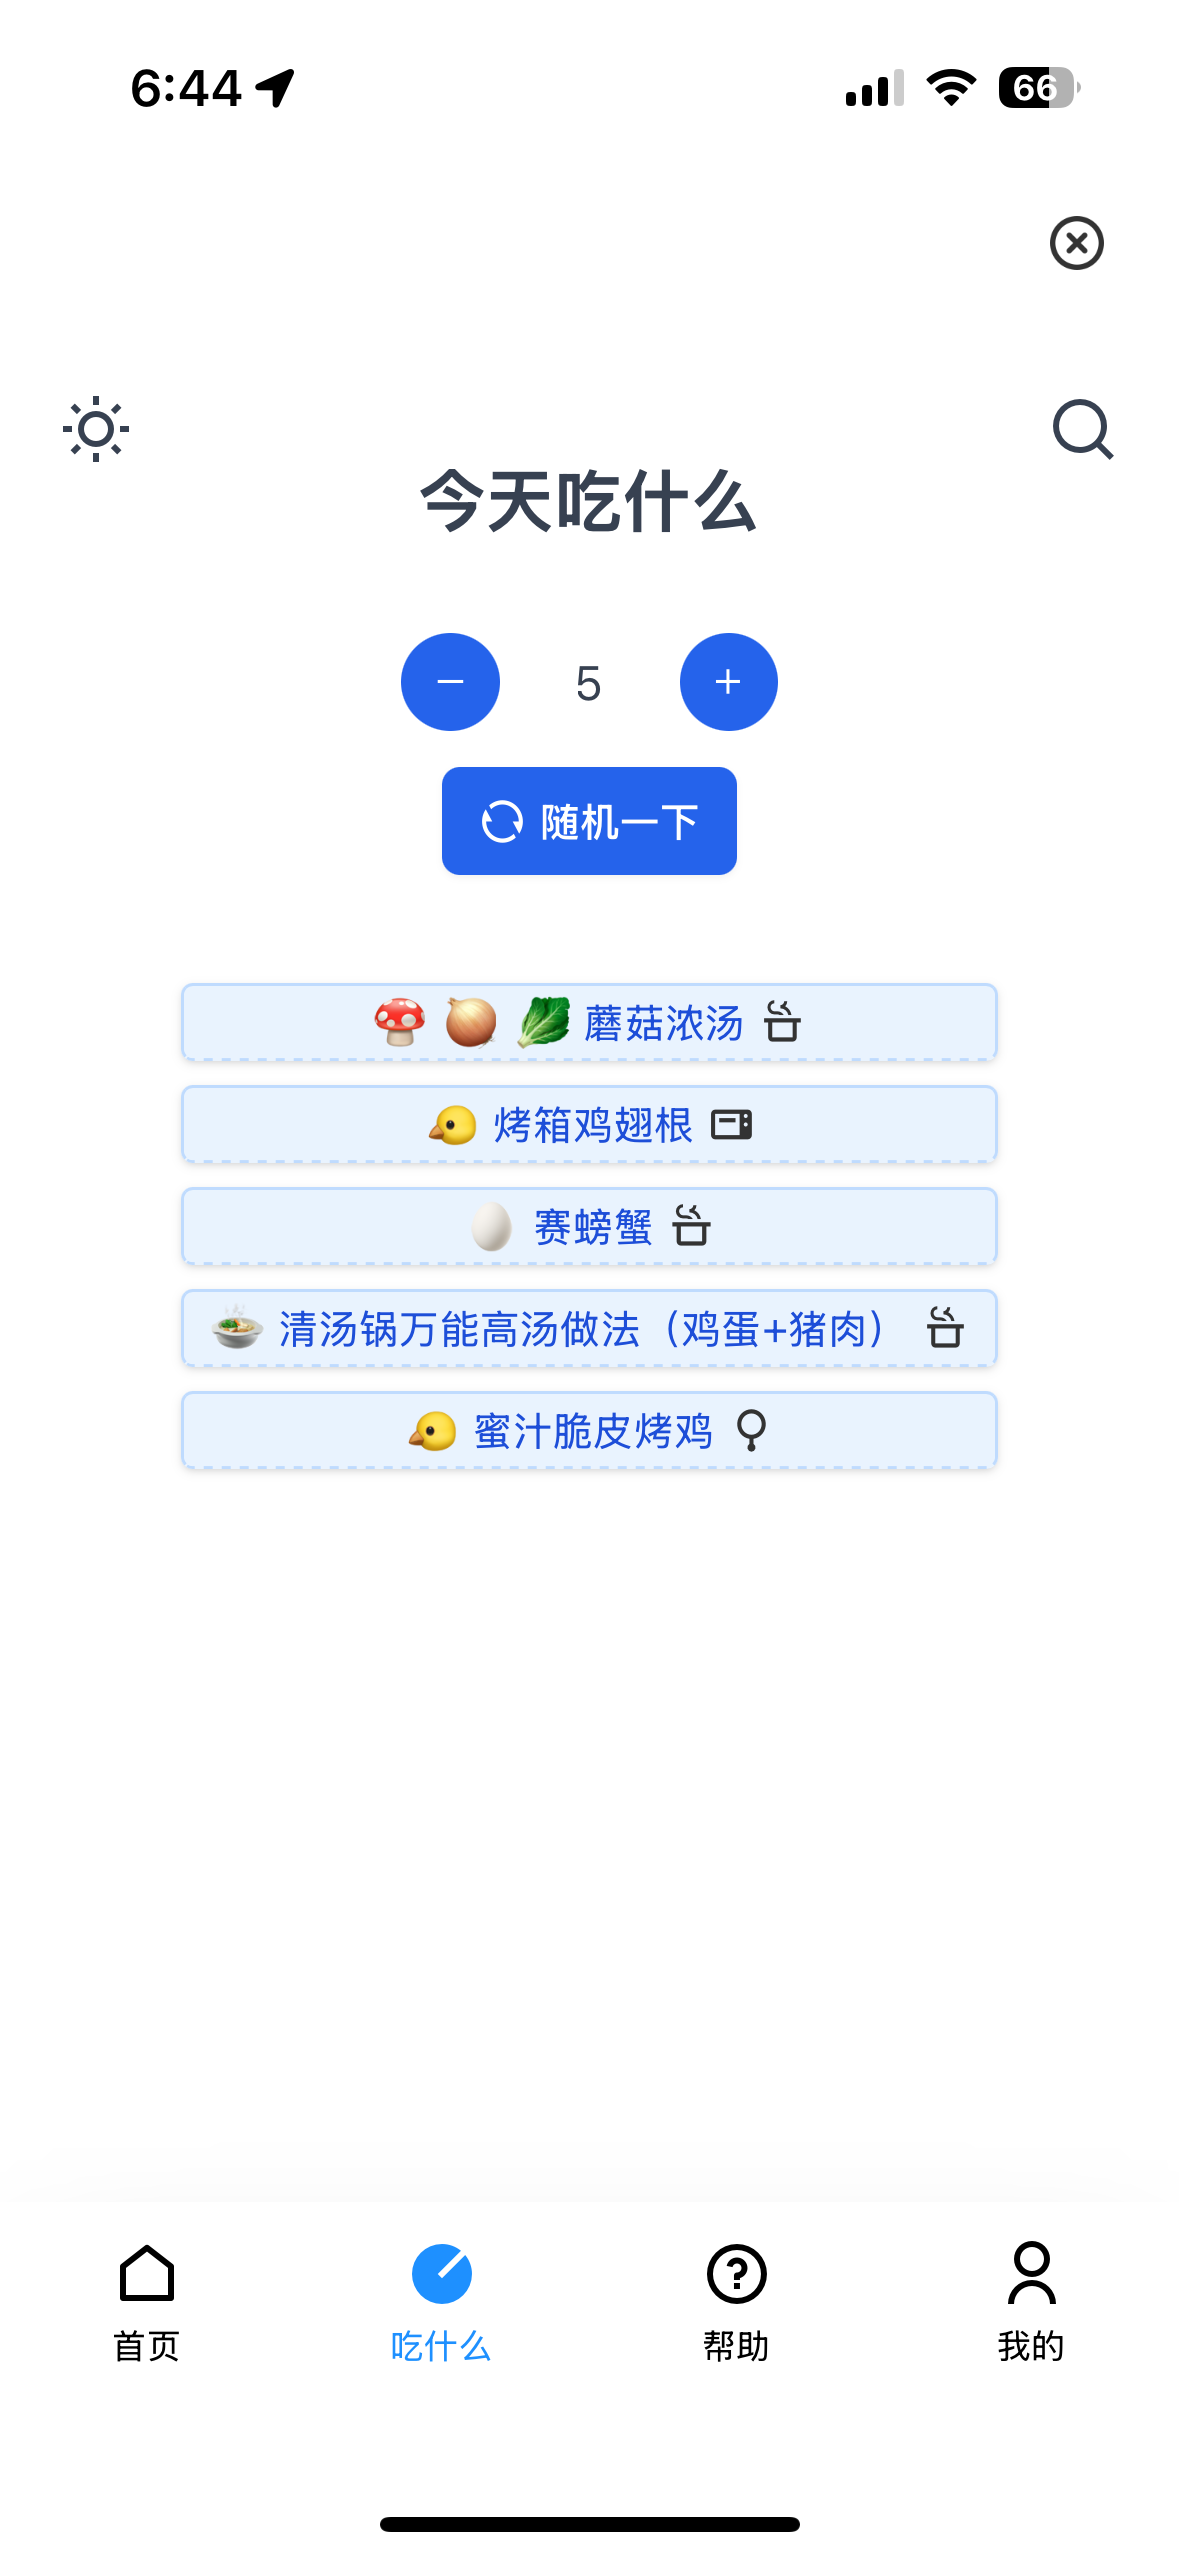 6:44
66
今天吃什么
5
随机一下
蘑菇浓汤
烤箱鸡翅根
赛螃蟹
清汤锅万能高汤做法（鸡蛋+猪肉）
蜜汁脆皮烤鸡
首页
吃什么
帮助
我的